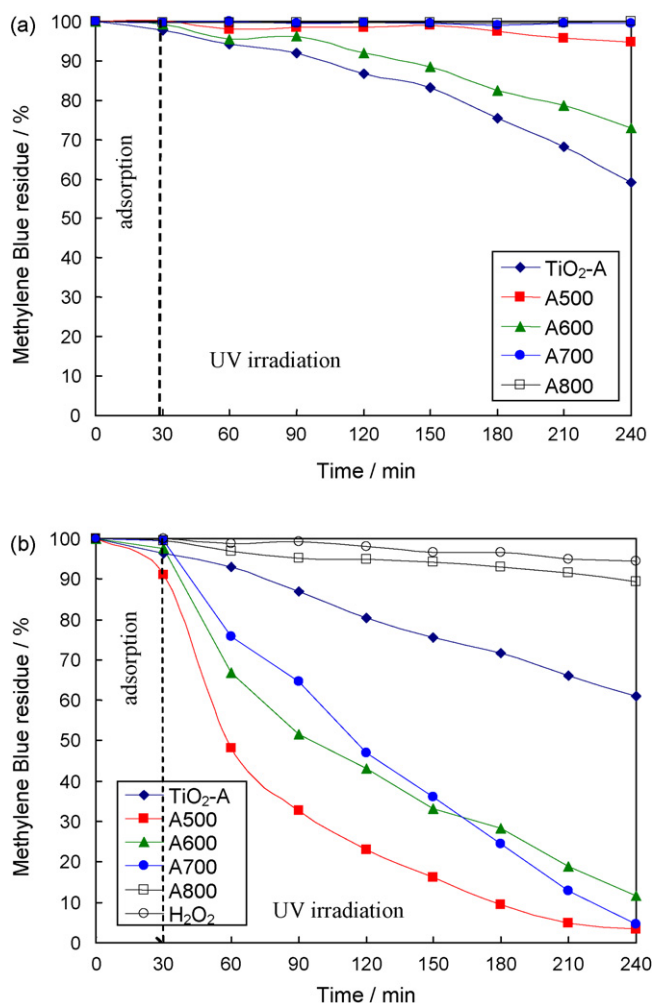 (a)
Methylene Blue residue / %
100
90
80
70
60
50
40
30
20
10
0
adsorption
UV irradiation
TiO₂-A
A500
A600
A700
A800
0 30 60 90 120 150 180 210 240
Time / min
(b)
Methylene Blue residue / %
100
90
80
70
60
50
40
30
20
10
0
adsorption
TiO₂-A
A500
A600
A700
A800
H₂O₂
UV irradiation
0 30 60 90 120 150 180 210 240
Time / min